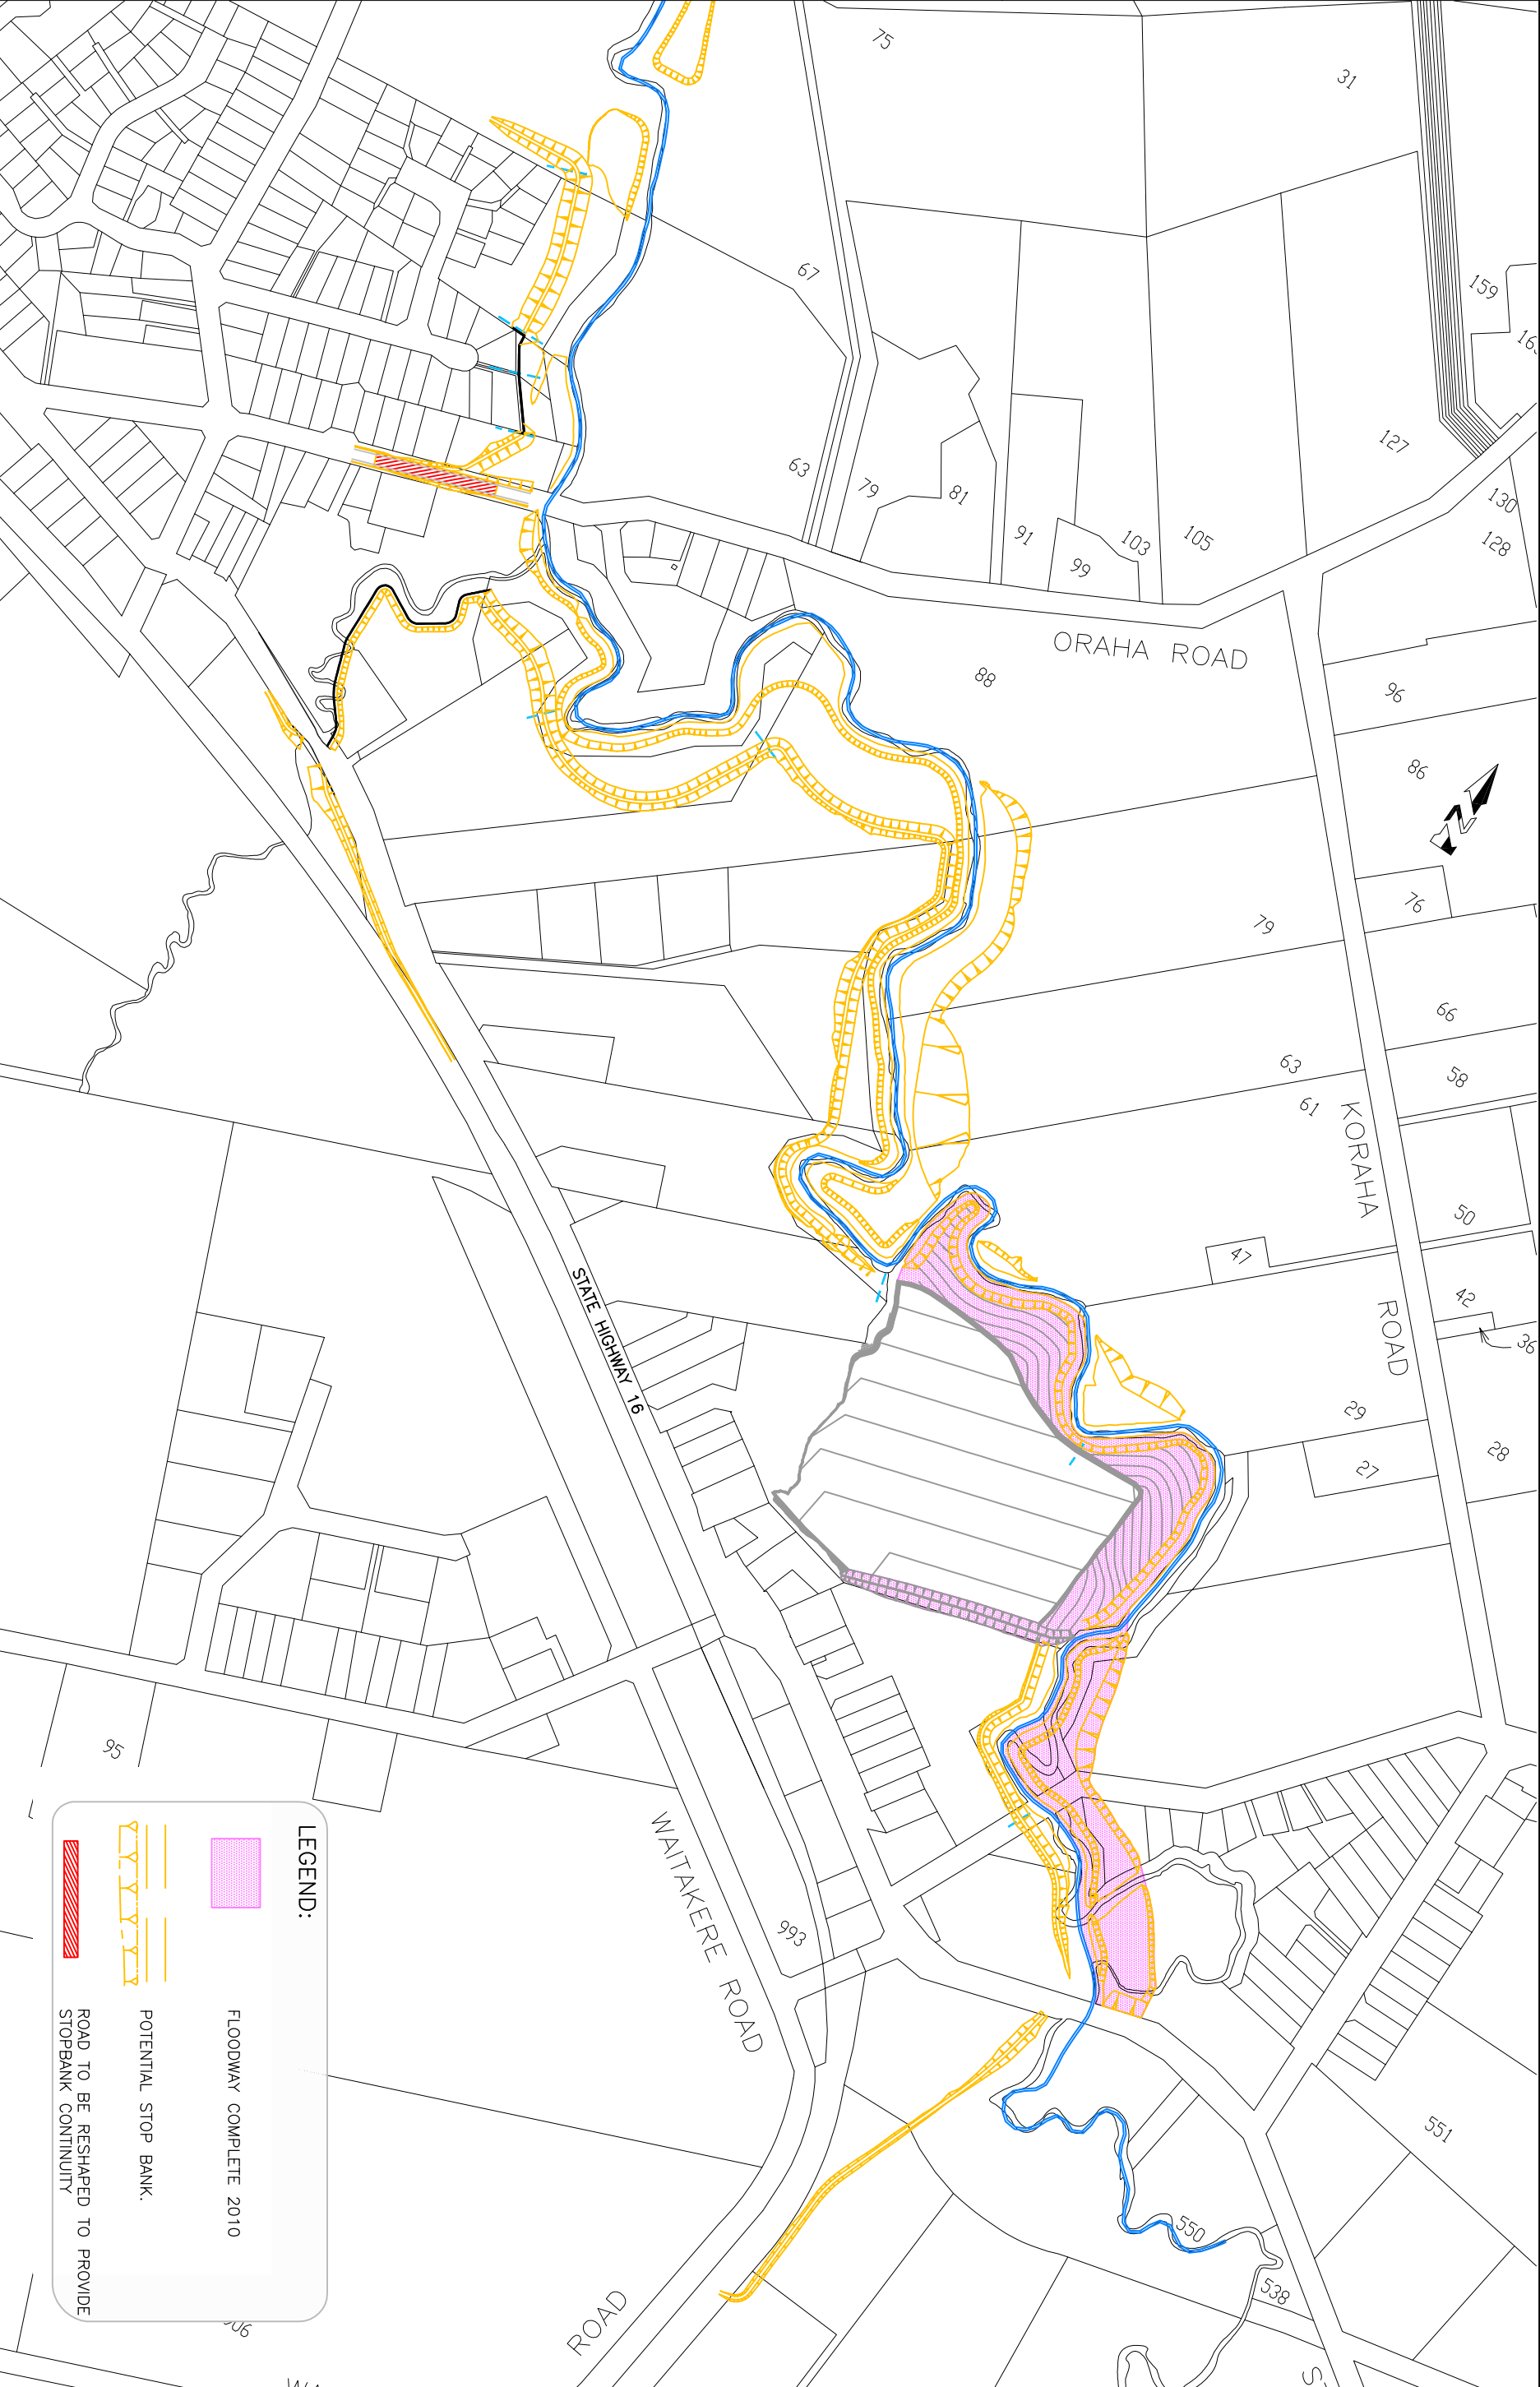 75
31
67
159
127
63
79
81
91
99
103
105
130
128
ORAHA ROAD
88
96
86
N
76
79
66
63
58
61
KORAHA
50
47
42
36
ROAD
29
28
27
STATE HIGHWAY 16
95
993
WAITAKERE ROAD
551
550
538
ROAD
LEGEND:
FLOODWAY COMPLETE 2010
POTENTIAL STOP BANK.
ROAD TO BE RESHAPED TO PROVIDE
STOPBANK CONTINUITY